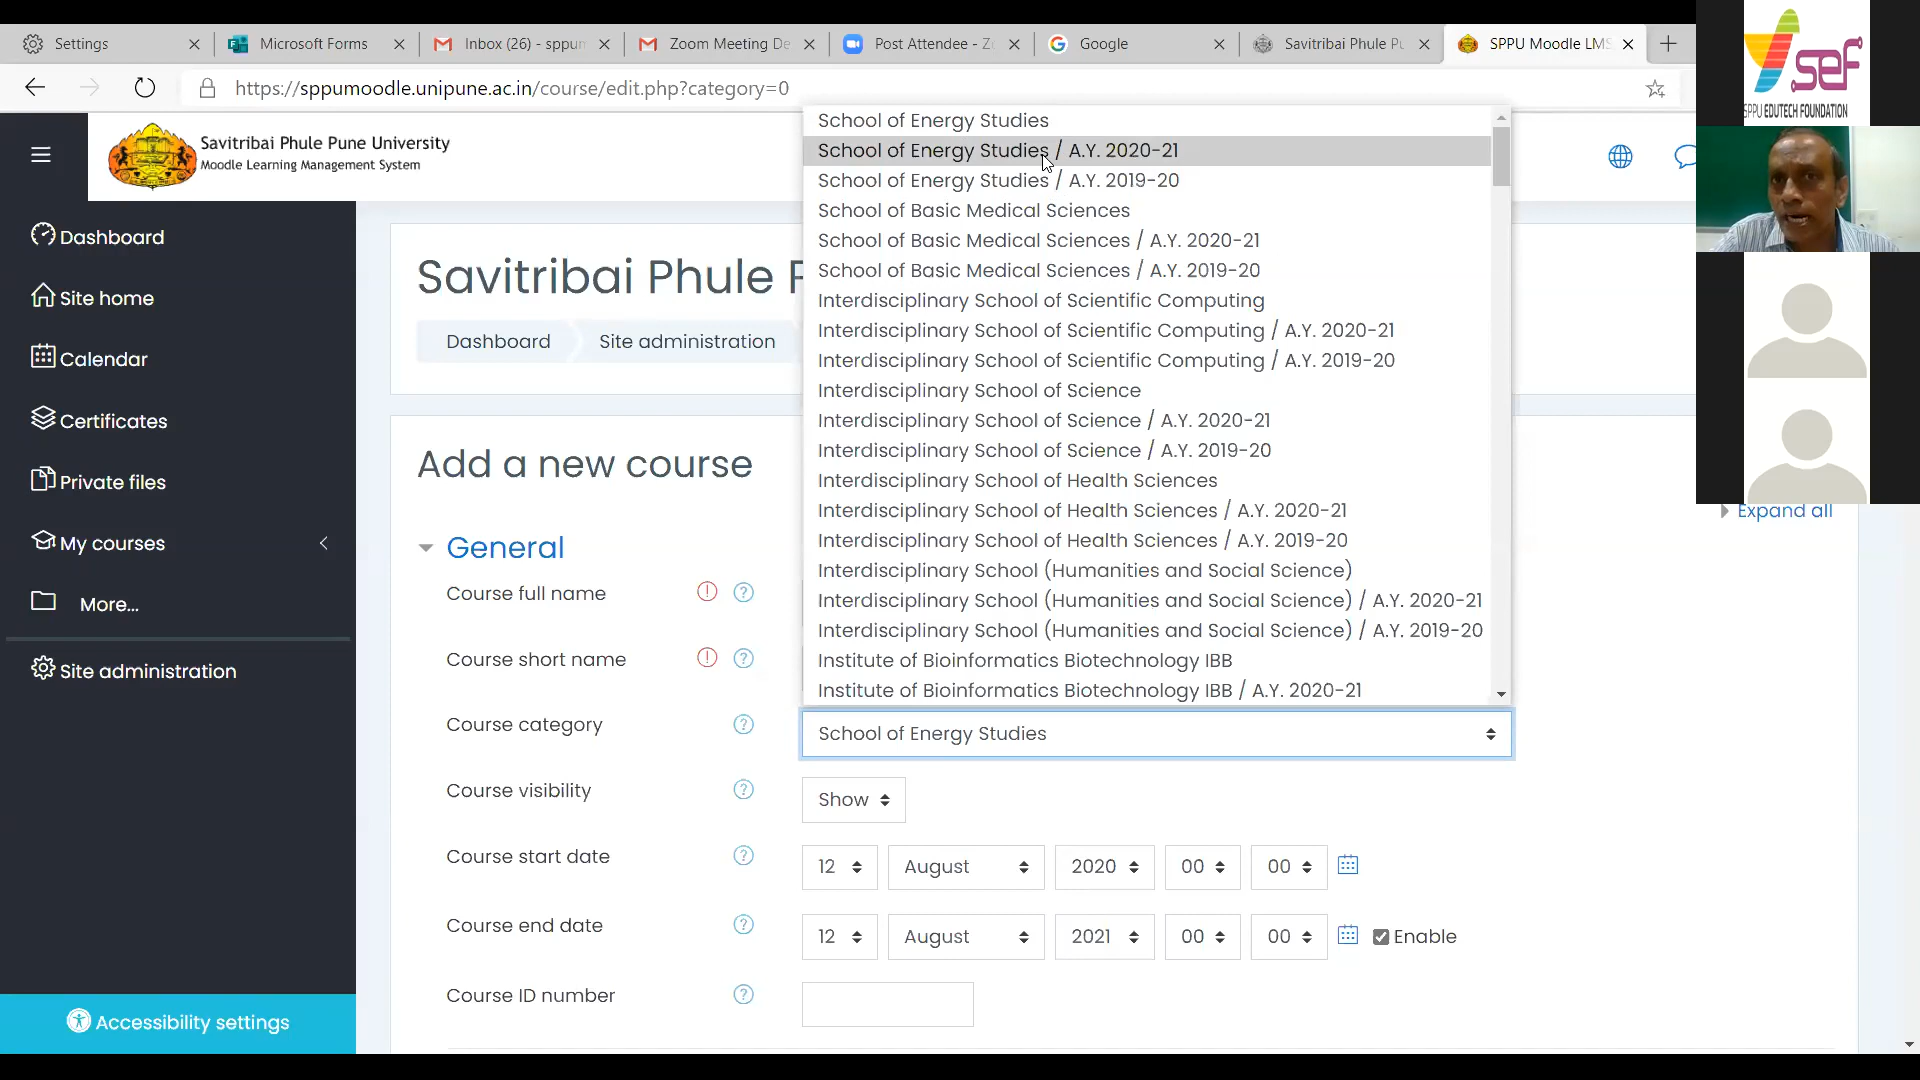 Settings
Microsoft Forms
Inbox (26) - sppum
Zoom Meeting De
Post Attendee - Zo
Google
Savitribai Phule Pu
SPPU Moodle LMS
https://sppumoodle.unipune.ac.in/course/edit.php?category=0
sef
SPPU EDUTECH FOUNDATION
Savitribai Phule Pune University
Moodle Learning Management System
Dashboard
Site home
Calendar
Certificates
Private files
My courses
More...
Site administration
Accessibility settings
Savitribai Phule P
Dashboard
Site administration
Add a new course
Expand all
General
Course full name
Course short name
Course category
School of Energy Studies
School of Energy Studies / A.Y. 2020-21
School of Energy Studies / A.Y. 2019-20
School of Basic Medical Sciences
School of Basic Medical Sciences / A.Y. 2020-21
School of Basic Medical Sciences / A.Y. 2019-20
Interdisciplinary School of Scientific Computing
Interdisciplinary School of Scientific Computing / A.Y. 2020-21
Interdisciplinary School of Scientific Computing / A.Y. 2019-20
Interdisciplinary School of Science
Interdisciplinary School of Science / A.Y. 2020-21
Interdisciplinary School of Science / A.Y. 2019-20
Interdisciplinary School of Health Sciences
Interdisciplinary School of Health Sciences / A.Y. 2020-21
Interdisciplinary School of Health Sciences / A.Y. 2019-20
Interdisciplinary School (Humanities and Social Science)
Interdisciplinary School (Humanities and Social Science) / A.Y. 2020-21
Interdisciplinary School (Humanities and Social Science) / A.Y. 2019-20
Institute of Bioinformatics Biotechnology IBB
Institute of Bioinformatics Biotechnology IBB / A.Y. 2020-21
School of Energy Studies
Course visibility
Show
Course start date
12 August 2020 00 00
Course end date
12 August 2021 00 00 Enable
Course ID number